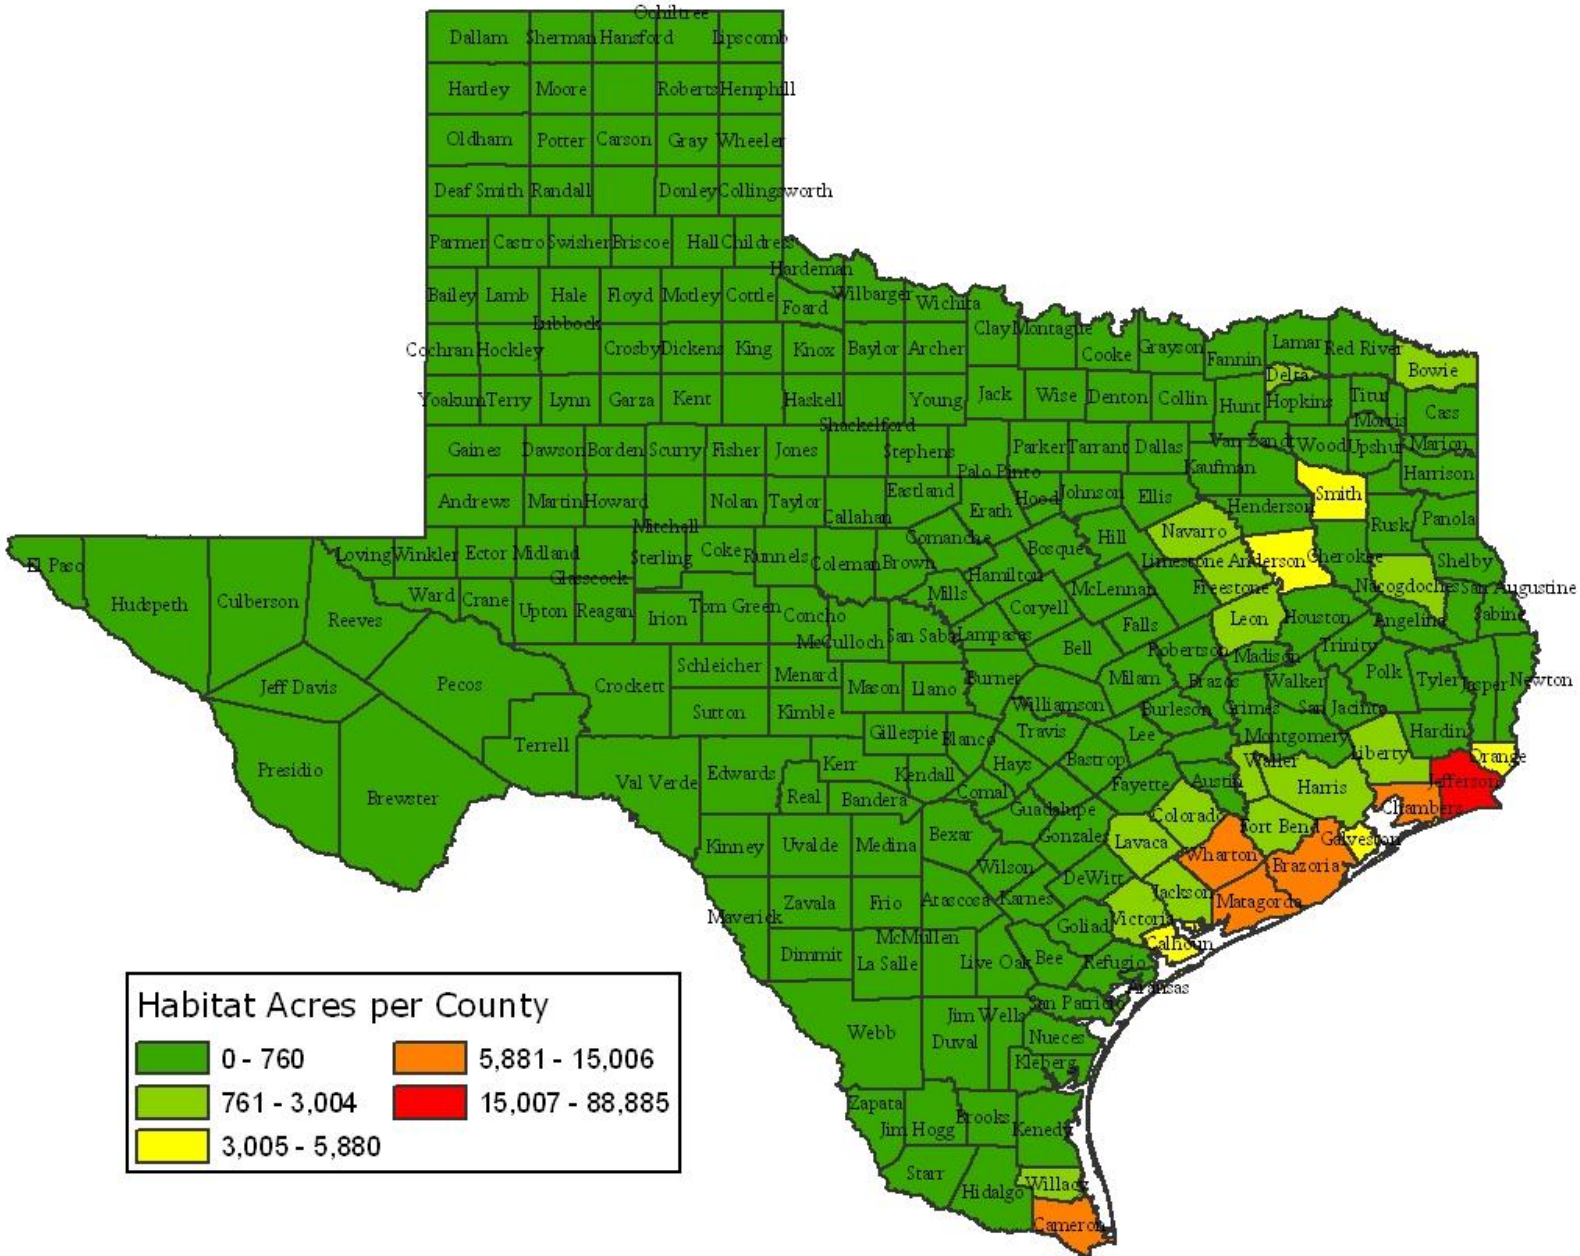 Ochiltree
Dallam Sherman Hansford Lipscomb
Hartley Moore Roberts Hemphill
Oldham Potter Carson Gray Wheeler
Deaf Smith Randall Donley Collingsworth
Parmer Castro Swisher Briscoe Hall Childress
Hardeman
Bailey Lamb Hale Floyd Motley Cottle Foard Wilbarger Wichita
Lubbock Clay Montague
Cochran Hockley Crosby Dickens King Knox Baylor Archer Cooke Grayson Fannin Lamar Red River
Delta Bowie
Yoakum Terry Lynn Garza Kent Haskell Young Jack Wise Denton Collin Hunt Hopkins Titus
Morris Cass
Shackelford
Gaines Dawson Borden Scurry Fisher Jones Stephens Parker Tarrant Dallas Van Zandt Wood Upshur Marion
Palo Pinto Kaufman Harrison
Andrews Martin Howard Nolan Taylor Callahan Eastland Hood Johnson Ellis Smith
Erath Henderson Rusk Panola
Mitchell Comanche Navarro
El Paso Loving Winkler Ector Midland Sterling Coke Runnels Coleman Brown Bosque Hill Limestone Anderson Cherokee Shelby
Glasscock Hamilton McLennan Freestone Nacogdoches San Augustine
Hudspeth Culberson Reeves Ward Crane Upton Reagan Irion Tom Green Concho Mills Coryell Leon Houston Angelina Sabine
McCulloch San Saba Lampasas Falls
Bell Robertson Madison Trinity
Jeff Davis Pecos Crockett Schleicher Menard Mason Llano Burnet Milam Brazos Walker Polk Tyler Jasper Newton
Sutton Kimble Williamson Burleson Grimes San Jacinto
Gillespie Blanco Travis Lee Montgomery Hardin
Terrell Liberty Orange
Presidio Brewster Val Verde Edwards Kerr Kendall Hays Bastrop Waller
Real Bandera Comal Fayette Austin Harris Jefferson
Guadalupe Colorado Chambers
Kinney Uvalde Medina Bexar Gonzales Lavaca Fort Bend Galveston
Wilson Wharton Brazoria
DeWitt
Maverick Zavala Frio Atascosa Karnes Jackson Matagorda
Goliad Victoria
McMullen Calhoun
Dimmit La Salle Live Oak Bee Refugio
Aransas
San Patricio
Webb Duval Jim Wells Nueces
Kleberg
Zapata Jim Hogg Brooks Kenedy
Starr Hidalgo Willacy
Cameron
Habitat Acres per County
0 - 760
5,881 - 15,006
761 - 3,004
15,007 - 88,885
3,005 - 5,880